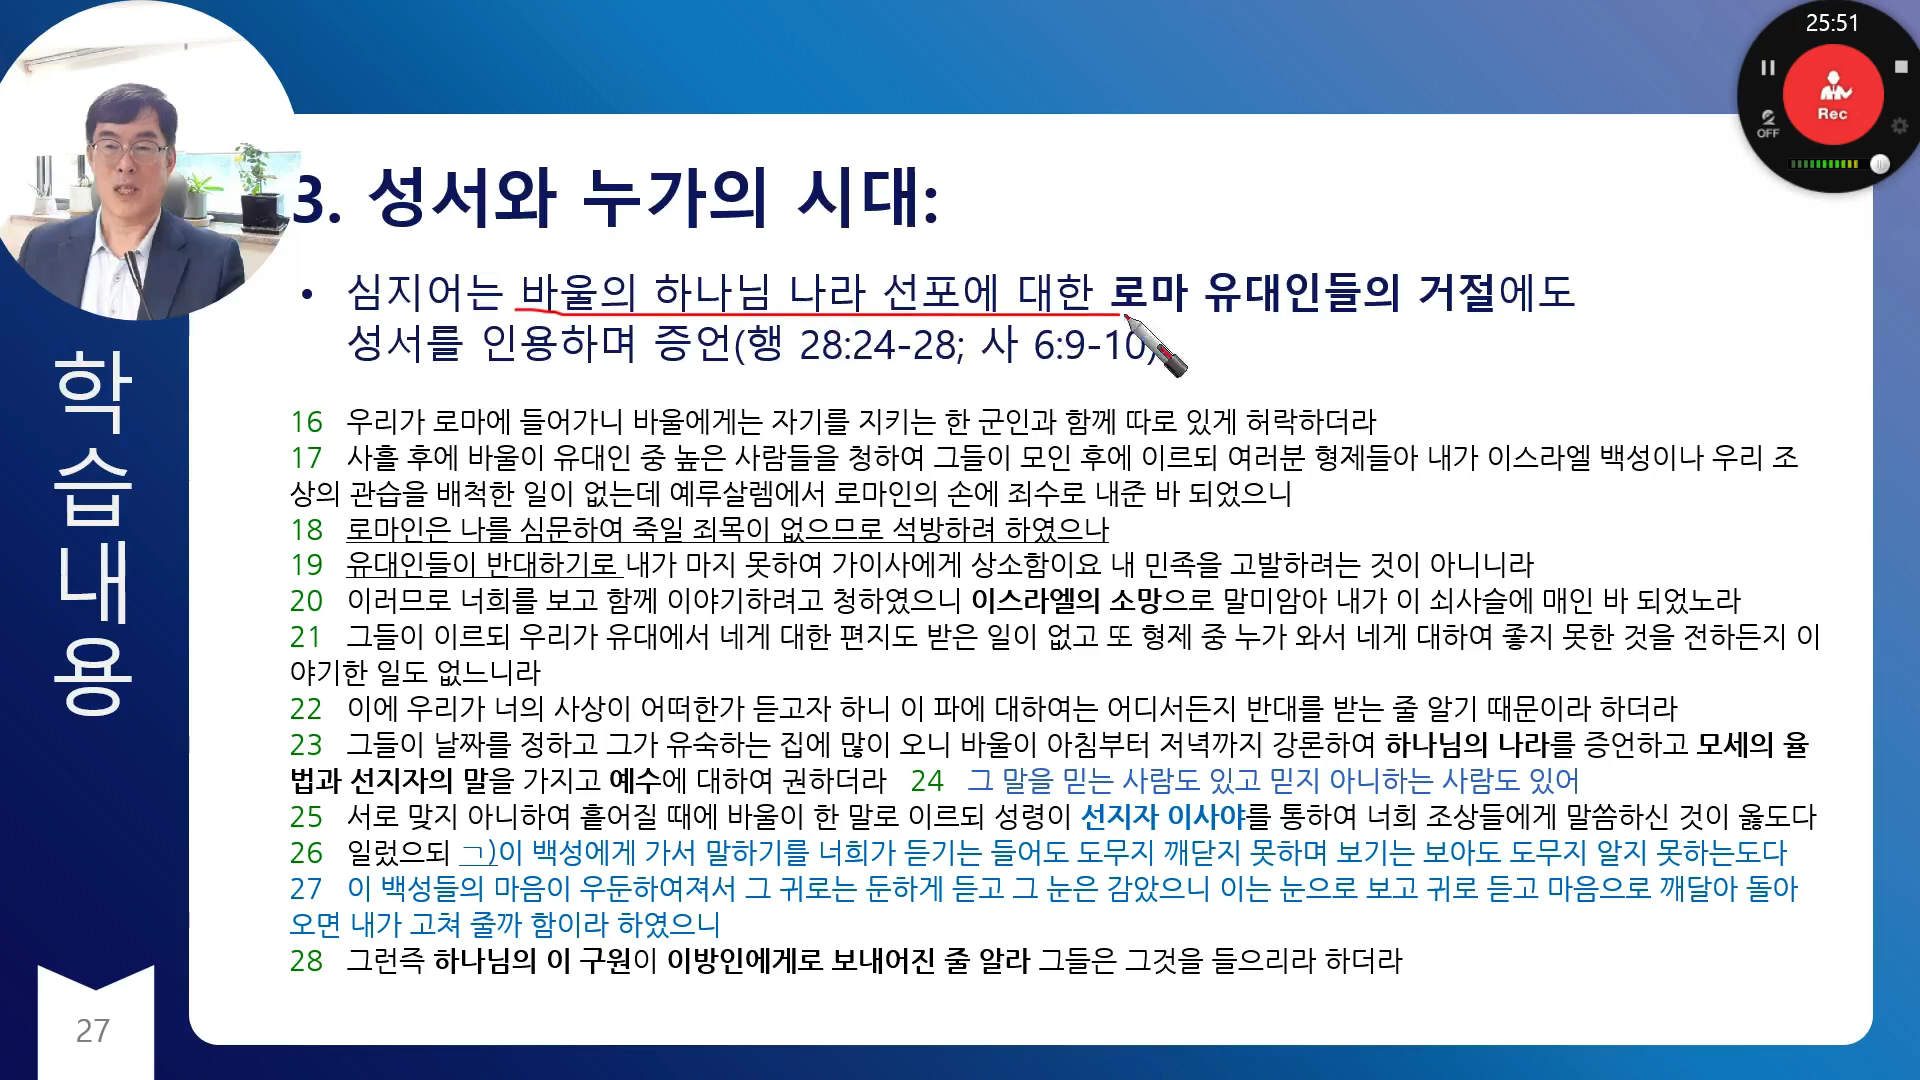 25:51
Rec
OFF
3. 성서와 누가의 시대:
• 심지어는 바울의 하나님 나라 선포에 대한 로마 유대인들의 거절에도
성서를 인용하며 증언(행 28:24-28; 사 6:9-10)
16 우리가 로마에 들어가니 바울에게는 자기를 지키는 한 군인과 함께 따로 있게 허락하더라
17 사흘 후에 바울이 유대인 중 높은 사람들을 청하여 그들이 모인 후에 이르되 여러분 형제들아 내가 이스라엘 백성이나 우리 조
상의 관습을 배척한 일이 없는데 예루살렘에서 로마인의 손에 죄수로 내준 바 되었으니
18 로마인은 나를 심문하여 죽일 죄목이 없으므로 석방하려 하였으나
19 유대인들이 반대하기로 내가 마지 못하여 가이사에게 상소함이요 내 민족을 고발하려는 것이 아니니라
20 이러므로 너희를 보고 함께 이야기하려고 청하였으니 이스라엘의 소망으로 말미암아 내가 이 쇠사슬에 매인 바 되었노라
21 그들이 이르되 우리가 유대에서 네게 대한 편지도 받은 일이 없고 또 형제 중 누가 와서 네게 대하여 좋지 못한 것을 전하든지 이
야기한 일도 없느니라
22 이에 우리가 너의 사상이 어떠한가 듣고자 하니 이 파에 대하여는 어디서든지 반대를 받는 줄 알기 때문이라 하더라
23 그들이 날짜를 정하고 그가 유숙하는 집에 많이 오니 바울이 아침부터 저녁까지 강론하여 하나님의 나라를 증언하고 모세의 율
법과 선지자의 말을 가지고 예수에 대하여 권하더라 24 그 말을 믿는 사람도 있고 믿지 아니하는 사람도 있어
25 서로 맞지 아니하여 흩어질 때에 바울이 한 말로 이르되 성령이 선지자 이사야를 통하여 너희 조상들에게 말씀하신 것이 옳도다
26 일렀으되 ㄱ)이 백성에게 가서 말하기를 너희가 듣기는 들어도 도무지 깨닫지 못하며 보기는 보아도 도무지 알지 못하는도다
27 이 백성들의 마음이 우둔하여져서 그 귀로는 둔하게 듣고 그 눈은 감았으니 이는 눈으로 보고 귀로 듣고 마음으로 깨달아 돌아
오면 내가 고쳐 줄까 함이라 하였으니
28 그런즉 하나님의 이 구원이 이방인에게로 보내어진 줄 알라 그들은 그것을 들으리라 하더라
학
습
내
용
27